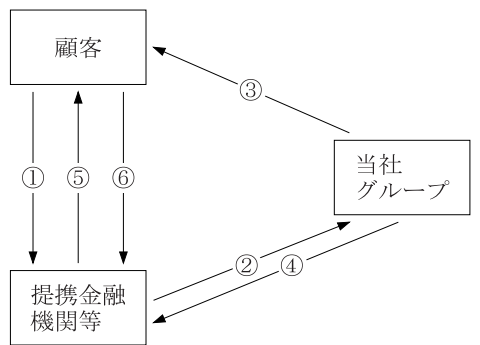 顧客
③
当社
グループ
①
⑤
⑥
②
④
提携金融
機関等